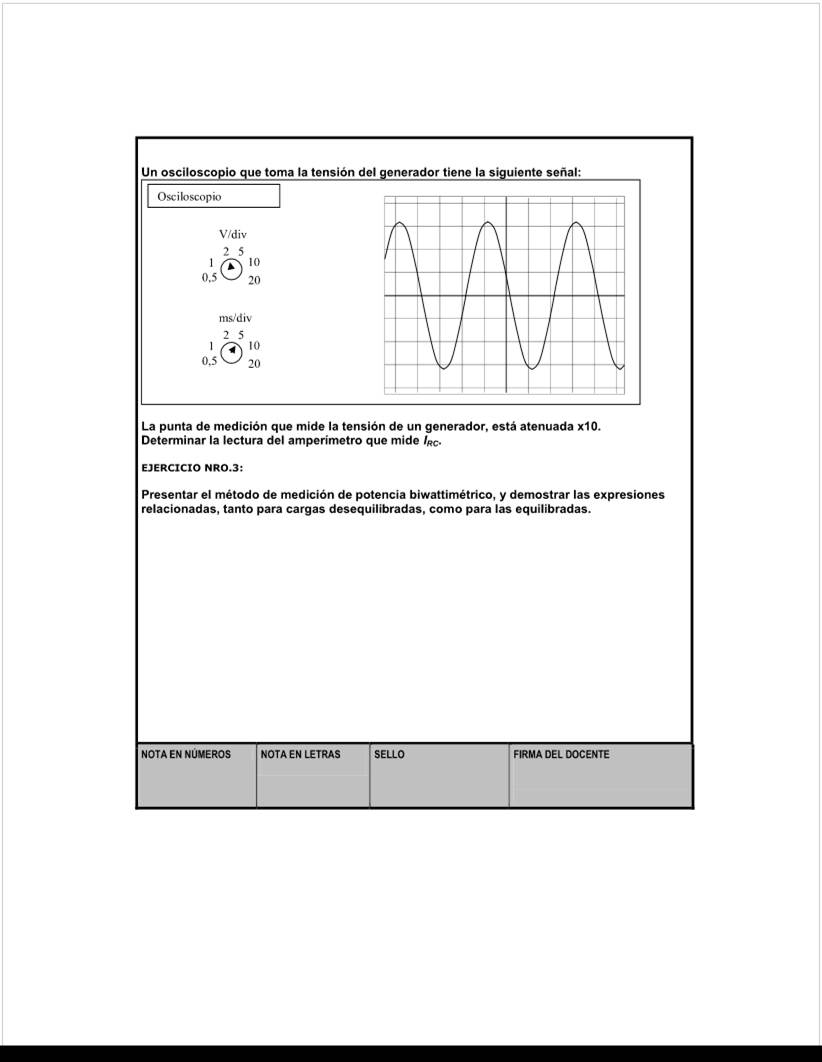 Un osciloscopio que toma la tensión del generador tiene la siguiente señal:
Osciloscopio
V/div
2 5
1 10
0,5 20
ms/div
2 5
1 10
0,5 20
La punta de medición que mide la tensión de un generador, está atenuada x10.
Determinar la lectura del amperímetro que mide IRC.
EJERCICIO NRO.3:
Presentar el método de medición de potencia biwattimétrico, y demostrar las expresiones
relacionadas, tanto para cargas desequilibradas, como para las equilibradas.
NOTA EN NÚMEROS NOTA EN LETRAS SELLO FIRMA DEL DOCENTE